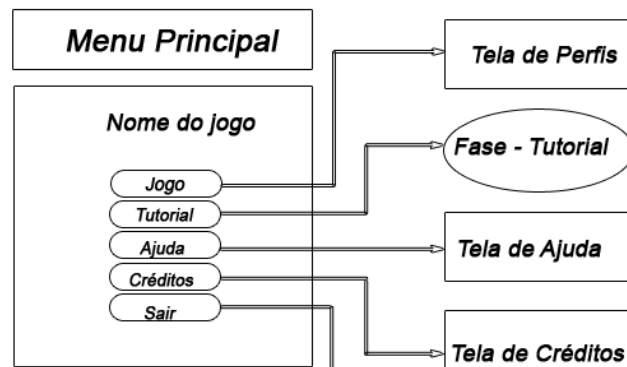 Menu Principal
Nome do jogo
Jogo
Tutorial
Ajuda
Créditos
Sair
Tela de Perfis
Fase - Tutorial
Tela de Ajuda
Tela de Créditos